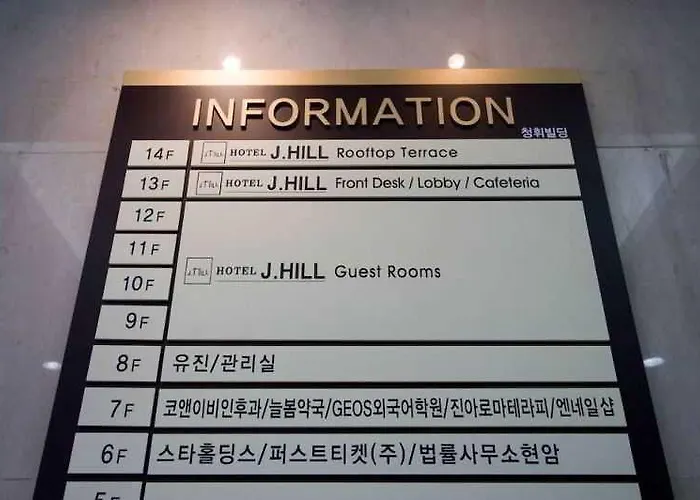 INFORMATION
청휘빌딩
14F HOTEL J.HILL Rooftop Terrace
13F HOTEL J.HILL Front Desk / Lobby / Cafeteria
12F
11F
HOTEL J.HILL Guest Rooms
10F
9F
8F 유진/관리실
7F 코앤이비인후과/늘봄약국/GEOS외국어학원/진아로마테라피/엔네일샵
6F 스타홀딩스/퍼스트티켓(주)/법률사무소현암